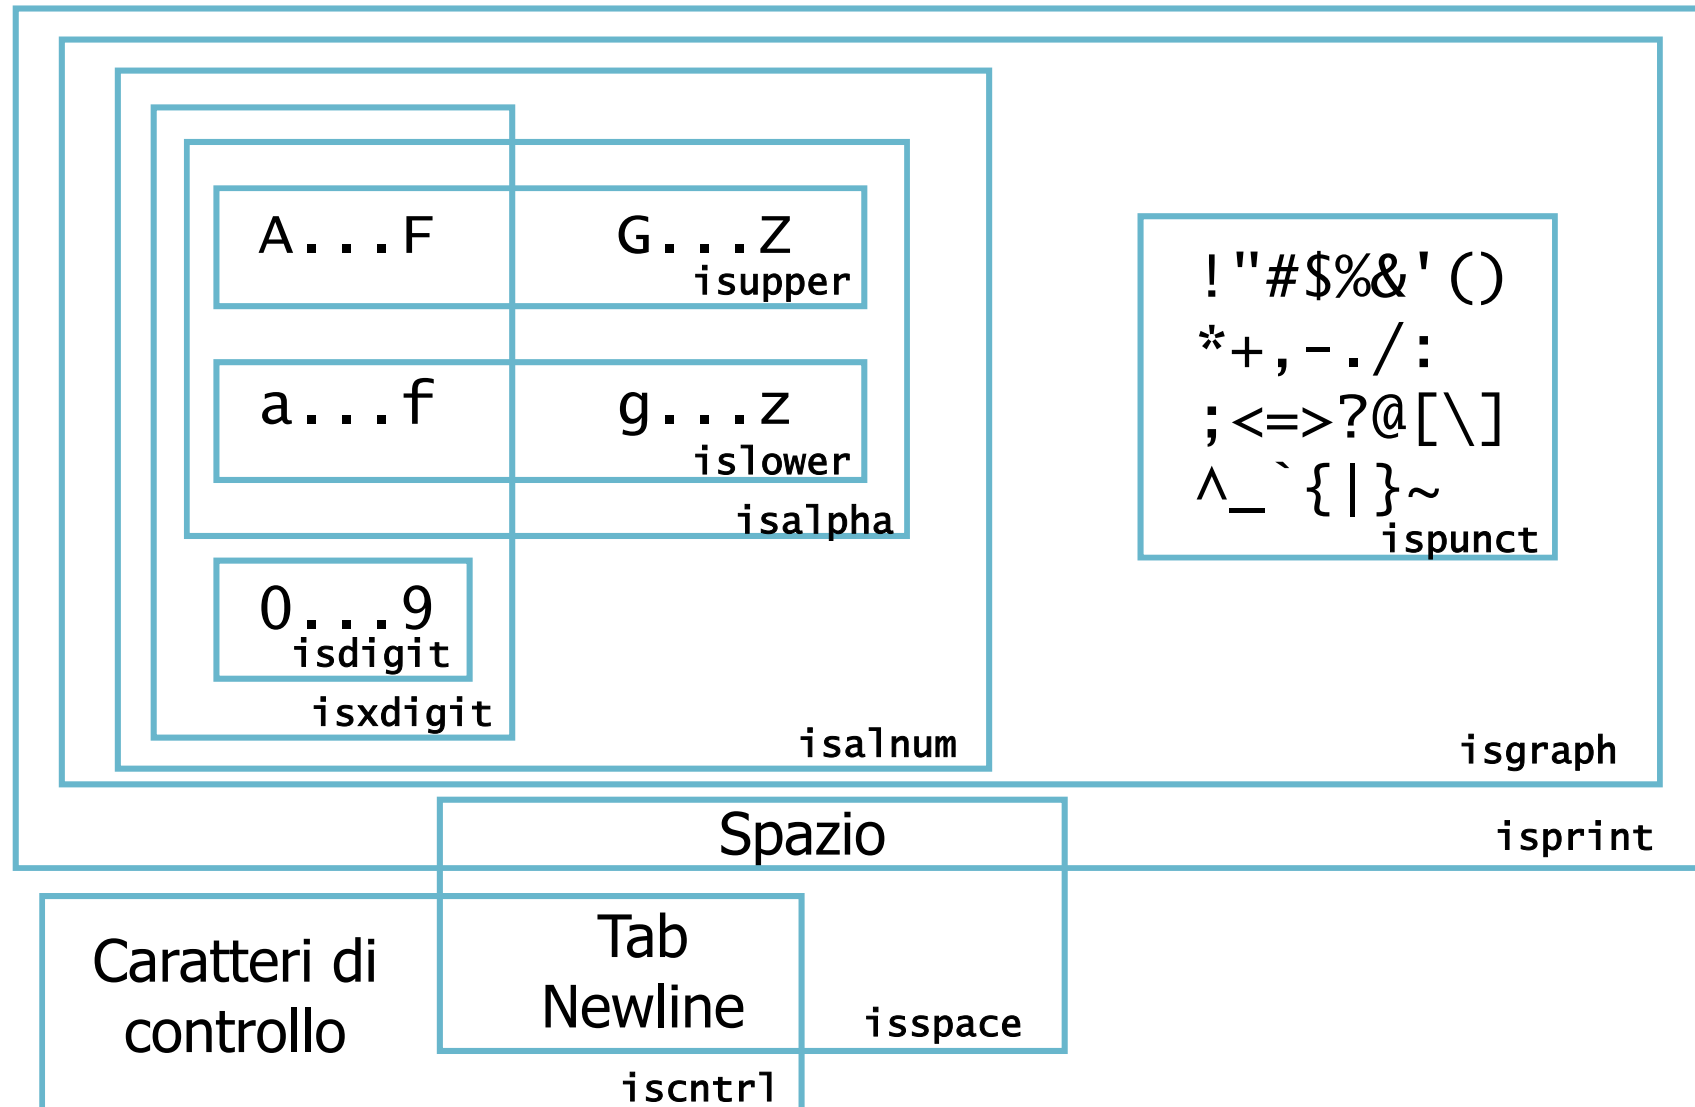 A...F G...Z
isupper
a...f g...z
islower
isalpha
0...9
isdigit
isxdigit
isalnum
!"#$%&'()
*+,-./:
;<=>?@[\]
^_`{|}~
ispunct
isgraph
Spazio
isprint
Caratteri di
controllo
Tab
Newline
isspace
iscntrl